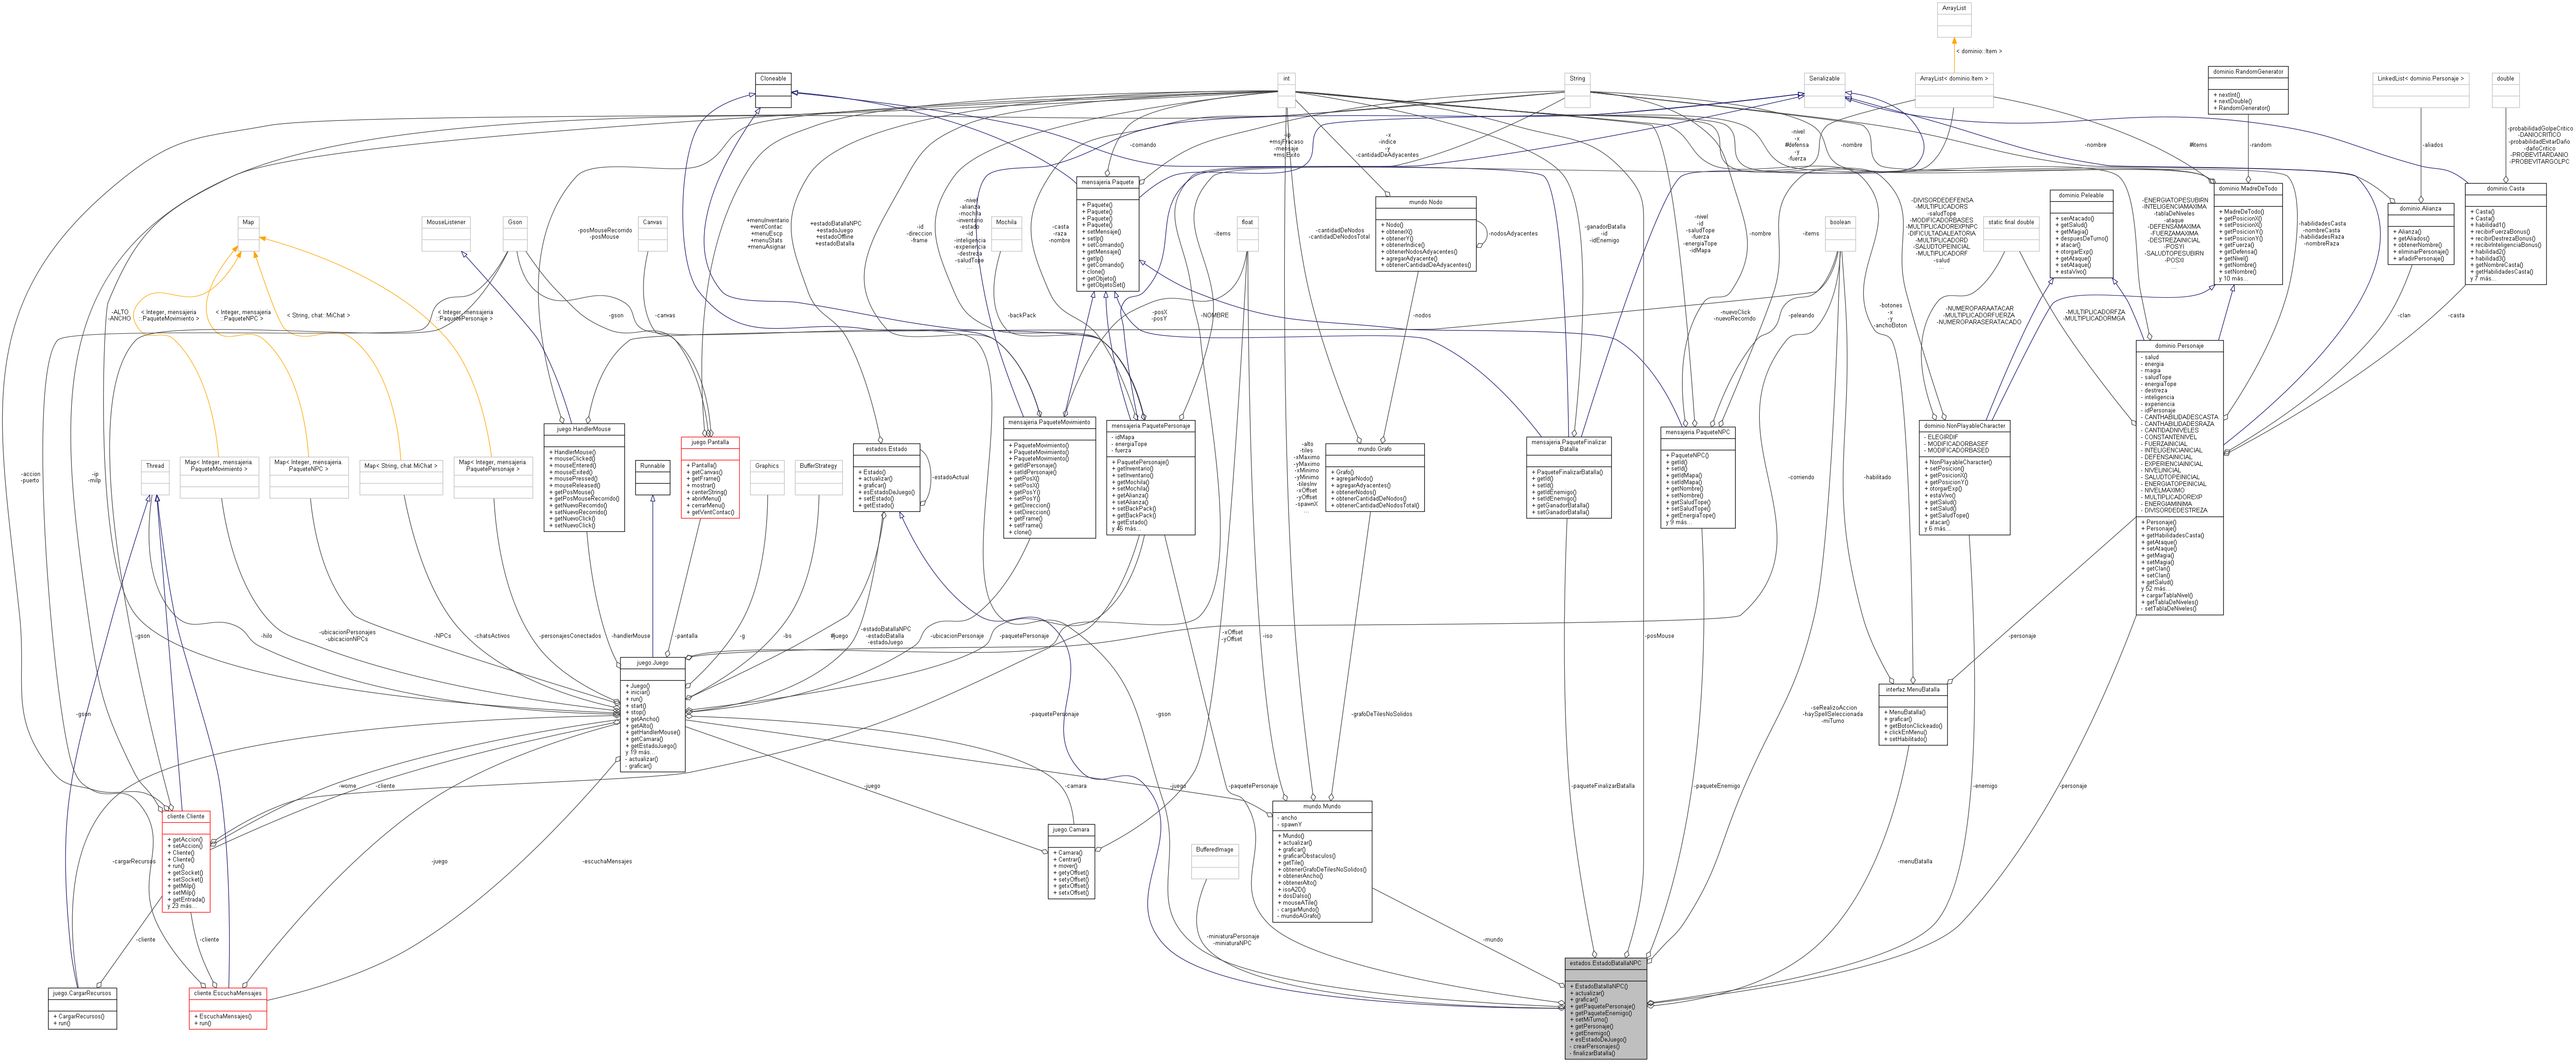 ArrayList
< dominio::Item >
Cloneable
int
String
Serializable
ArrayList< dominio.Item >
dominio.RandomGenerator
+ nextInt()
+ nextDouble()
+ RandomGenerator()
LinkedList< dominio.Personaje >
double
-probabilidadGolpeCritico
-DANIOCRITICO
-probabilidadEvitarDaño
-dañoCritico
-PROBEVITARDANIO
-PROBEVITARGOLPC
-comando
-ip
+msjFracaso
-mensaje
+msjExito
-x
-indice
-y
-cantidadDeAdyacentes
-nivel
-x
#defensa
-y
-fuerza
-nombre
#items
-random
-nombre
-aliados
mensajeria.Paquete
+ Paquete()
+ Paquete()
+ Paquete()
+ Paquete()
+ setMensaje()
+ setIp()
+ setComando()
+ getMensaje()
+ getIp()
+ getComando()
+ clone()
+ getObjeto()
+ getObjetoSet()
mundo.Nodo
+ Nodo()
+ obtenerX()
+ obtenerY()
+ obtenerIndice()
+ obtenerNodosAdyacentes()
+ agregarAdyacente()
+ obtenerCantidadDeAdyacentes()
-nodosAdyacentes
dominio.Peleable
+ serAtacado()
+ getSalud()
+ getMagia()
+ despuesDeTurno()
+ atacar()
+ otorgarExp()
+ getAtaque()
+ setAtaque()
+ estaVivo()
dominio.MadreDeTodo
+ MadreDeTodo()
+ getPosicionX()
+ setPosicionX()
+ getPosicionY()
+ setPosicionY()
+ getFuerza()
+ getDefensa()
+ getNivel()
+ getNombre()
+ setNombre()
y 10 más...
dominio.Alianza
+ Alianza()
+ getAliados()
+ obtenerNombre()
+ eliminarPersonaje()
+ añadirPersonaje()
dominio.Casta
+ Casta()
+ Casta()
+ habilidad1()
+ recibirFuerzaBonus()
+ recibirDestrezaBonus()
+ recibirInteligenciaBonus()
+ habilidad2()
+ habilidad3()
+ getNombreCasta()
+ getHabilidadesCasta()
y 7 más...
Map
MouseListener
Gson
Canvas
Mochila
float
boolean
static final double
-posMouseRecorrido
-posMouse
+menuInventario
+ventContac
+menuEscp
+menuStats
+menuAsignar
+estadoBatallaNPC
+estadoJuego
+estadoOffline
+estadoBatalla
-id
-direccion
-frame
-nivel
-alianza
-mochila
-inventario
-estado
-id
-inteligencia
-experiencia
-destreza
-saludTope
...
-casta
-raza
-nombre
-items
-cantidadDeNodos
-cantidadDeNodosTotal
-ganadorBatalla
-id
-idEnemigo
-nivel
-id
-saludTope
-fuerza
-energiaTope
-idMapa
-nombre
-items
-DIVISORDEDEFENSA
-MULTIPLICADORS
-saludTope
-MODIFICADORBASES
-MULTIPLICADOREXPNPC
-DIFICULTADALEATORIA
-MULTIPLICADORD
-SALUDTOPEINICIAL
-MULTIPLICADORF
-salud
...
-ENERGIATOPESUBIRN
-INTELIGENCIAMAXIMA
-tablaDeNiveles
-ataque
-DEFENSAMAXIMA
-FUERZAMAXIMA
-DESTREZAINICIAL
-POSYI
-SALUDTOPESUBIRN
-POSXI
...
-habilidadesCasta
-nombreCasta
-habilidadesRaza
-nombreRaza
-ALTO
-ANCHO
< Integer, mensajeria
::PaqueteMovimiento >
< Integer, mensajeria
::PaqueteNPC >
< String, chat::MiChat >
< Integer, mensajeria
::PaquetePersonaje >
-gson
-canvas
-backPack
-posX
-posY
-NOMBRE
-nodos
-nuevoClick
-nuevoRecorrido
-peleando
-botones
-x
-y
-anchoBoton
-NUMEROPARAATACAR
-MULTIPLICADORFUERZA
-NUMEROPARASERATACADO
-MULTIPLICADORFZA
-MULTIPLICADORMGA
-clan
-casta
dominio.Personaje
- salud
- energia
- magia
- saludTope
- energiaTope
- destreza
- inteligencia
- experiencia
- idPersonaje
- CANTHABILIDADESCASTA
- CANTHABILIDADESRAZA
- CANTIDADNIVELES
- CONSTANTENIVEL
- FUERZAINICIAL
- INTELIGENCIAINICIAL
- DEFENSAINICIAL
- EXPERIENCIAINICIAL
- NIVELINICIAL
- SALUDTOPEINICIAL
- ENERGIATOPEINICIAL
- NIVELMAXIMO
- MULTIPLICADOREXP
- ENERGIAMINIMA
- DIVISORDEDESTREZA
+ Personaje()
+ Personaje()
+ getHabilidadesCasta()
+ getAtaque()
+ setAtaque()
+ getMagia()
+ setMagia()
+ getClan()
+ setClan()
+ getSalud()
y 52 más...
+ cargarTablaNivel()
+ getTablaDeNiveles()
- setTablaDeNiveles()
Thread
Map< Integer, mensajeria.
PaqueteMovimiento >
Map< Integer, mensajeria.
PaqueteNPC >
Map< String, chat.MiChat >
Map< Integer, mensajeria.
PaquetePersonaje >
juego.HandlerMouse
+ HandlerMouse()
+ mouseClicked()
+ mouseEntered()
+ mouseExited()
+ mousePressed()
+ mouseReleased()
+ getPosMouse()
+ getPosMouseRecorrido()
+ getNuevoRecorrido()
+ setNuevoRecorrido()
+ getNuevoClick()
+ setNuevoClick()
Runnable
juego.Pantalla
+ Pantalla()
+ getCanvas()
+ getFrame()
+ mostrar()
+ centerString()
+ abrirMenu()
+ cerrarMenu()
+ getVentContac()
Graphics
BufferStrategy
estados.Estado
+ Estado()
+ actualizar()
+ graficar()
+ esEstadoDeJuego()
+ setEstado()
+ getEstado()
-estadoActual
mensajeria.PaqueteMovimiento
+ PaqueteMovimiento()
+ PaqueteMovimiento()
+ PaqueteMovimiento()
+ getIdPersonaje()
+ setIdPersonaje()
+ getPosX()
+ setPosX()
+ getPosY()
+ setPosY()
+ getDireccion()
+ setDireccion()
+ getFrame()
+ setFrame()
+ clone()
mensajeria.PaquetePersonaje
- idMapa
- energiaTope
- fuerza
+ PaquetePersonaje()
+ getInventario()
+ setInventario()
+ getMochila()
+ setMochila()
+ getAlianza()
+ setAlianza()
+ setBackPack()
+ getBackPack()
+ getEstado()
y 46 más...
-alto
-tiles
-xMaximo
-yMaximo
-xMinimo
-yMinimo
-tilesInv
-xOffset
-yOffset
-spawnX
...
mundo.Grafo
+ Grafo()
+ agregarNodo()
+ agregarAdyacentes()
+ obtenerNodos()
+ obtenerCantidadDeNodos()
+ obtenerCantidadDeNodosTotal()
mensajeria.PaqueteFinalizar
Batalla
+ PaqueteFinalizarBatalla()
+ getId()
+ setId()
+ getIdEnemigo()
+ setIdEnemigo()
+ getGanadorBatalla()
+ setGanadorBatalla()
mensajeria.PaqueteNPC
+ PaqueteNPC()
+ getId()
+ setId()
+ getIdMapa()
+ setIdMapa()
+ getNombre()
+ setNombre()
+ getSaludTope()
+ setSaludTope()
+ getEnergiaTope()
y 9 más...
-corriendo
-habilitado
dominio.NonPlayableCharacter
- ELEGIRDIF
- MODIFICADORBASEF
- MODIFICADORBASED
+ NonPlayableCharacter()
+ setPosicion()
+ getPosicionX()
+ getPosicionY()
+ otorgarExp()
+ estaVivo()
+ getSalud()
+ setSalud()
+ getSaludTope()
+ atacar()
y 6 más...
-accion
-puerto
-ip
-milp
-gson
-hilo
-ubicacionPersonajes
-ubicacionNPCs
-NPCs
-chatsActivos
-personajesConectados
-handlerMouse
-pantalla
-g
-bs
#juego
-estadoBatallaNPC
-estadoBatalla
-estadoJuego
-ubicacionPersonaje
-paquetePersonaje
-xOffset
-yOffset
-iso
-posMouse
-personaje
juego.Juego
+ Juego()
+ iniciar()
+ run()
+ start()
+ stop()
+ getAncho()
+ getAlto()
+ getHandlerMouse()
+ getCamara()
+ getEstadoJuego()
y 19 más...
- actualizar()
- graficar()
interfaz.MenuBatalla
+ MenuBatalla()
+ graficar()
+ getBotonClickeado()
+ clickEnMenu()
+ setHabilitado()
-gson
-paquetePersonaje
-gson
-grafoDeTilesNoSolidos
-seRealizoAccion
-haySpellSeleccionada
-miTurno
-wome
-cliente
-juego
-camara
-juego
-paquetePersonaje
-paqueteFinalizarBatalla
-paqueteEnemigo
-enemigo
-personaje
cliente.Cliente
+ getAccion()
+ setAccion()
+ Cliente()
+ Cliente()
+ run()
+ getSocket()
+ setSocket()
+ getMiIp()
+ setMiIp()
+ getEntrada()
y 23 más...
juego.Camara
+ Camara()
+ Centrar()
+ mover()
+ getyOffset()
+ setyOffset()
+ getxOffset()
+ setxOffset()
mundo.Mundo
- ancho
- spawnY
+ Mundo()
+ actualizar()
+ graficar()
+ graficarObstaculos()
+ getTile()
+ obtenerGrafoDeTilesNoSolidos()
+ obtenerAncho()
+ obtenerAlto()
+ isoA2D()
+ dosDaIso()
+ mouseATile()
- cargarMundo()
- mundoAGrafo()
BufferedImage
-cargarRecursos
-juego
-escuchaMensajes
-menuBatalla
-cliente
-cliente
-miniaturaPersonaje
-miniaturaNPC
-mundo
juego.CargarRecursos
+ CargarRecursos()
+ run()
cliente.EscuchaMensajes
+ EscuchaMensajes()
+ run()
estados.EstadoBatallaNPC
+ EstadoBatallaNPC()
+ actualizar()
+ graficar()
+ getPaquetePersonaje()
+ getPaqueteEnemigo()
+ setMiTurno()
+ getPersonaje()
+ getEnemigo()
+ esEstadoDeJuego()
- crearPersonajes()
- finalizarBatalla()